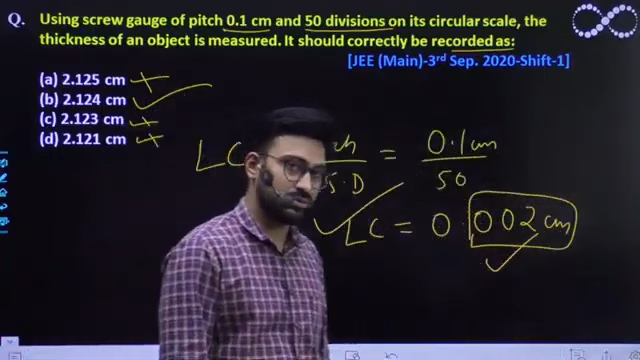 Q. Using screw gauge of pitch 0.1 cm and 50 divisions on its circular scale, the
thickness of an object is measured. It should correctly be recorded as:
[JEE (Main)-3rd Sep. 2020-Shift-1]
(a) 2.125 cm
(b) 2.124 cm
(c) 2.123 cm
(d) 2.121 cm
LC = 0.1 cm
S.D 50
LC = 0.002 cm